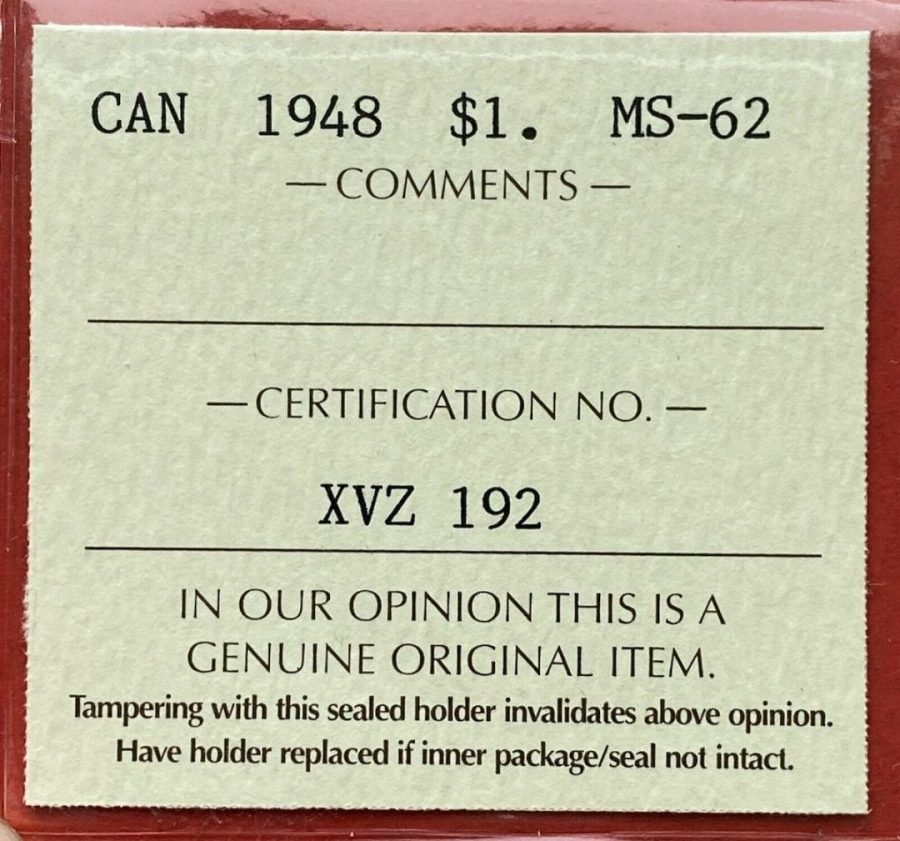 CAN 1948 $1. MS-62
— COMMENTS —
— CERTIFICATION NO. —
XVZ 192
IN OUR OPINION THIS IS A
GENUINE ORIGINAL ITEM.
Tampering with this sealed holder invalidates above opinion.
Have holder replaced if inner package/seal not intact.